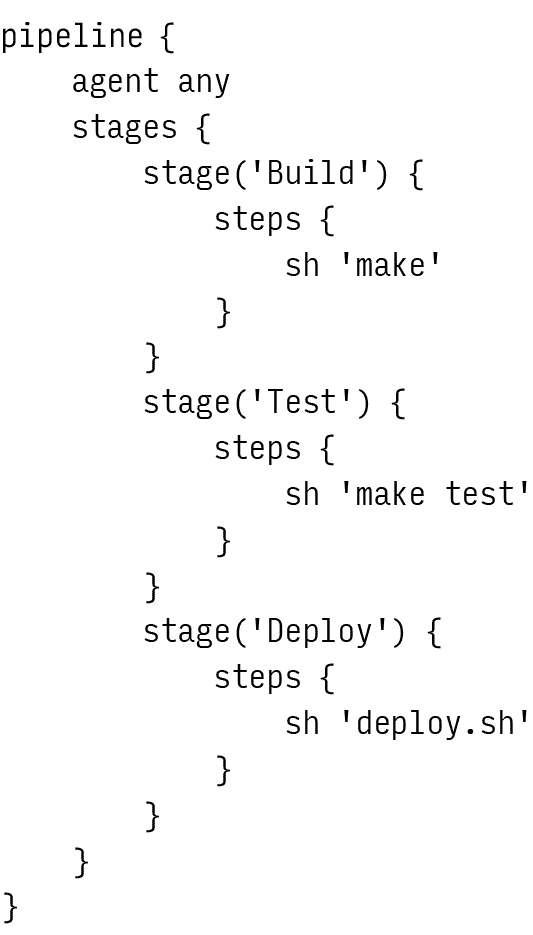 pipeline {
    agent any
    stages {
        stage('Build') {
            steps {
                sh 'make'
            }
        }
        stage('Test') {
            steps {
                sh 'make test'
            }
        }
        stage('Deploy') {
            steps {
                sh 'deploy.sh'
            }
        }
    }
}